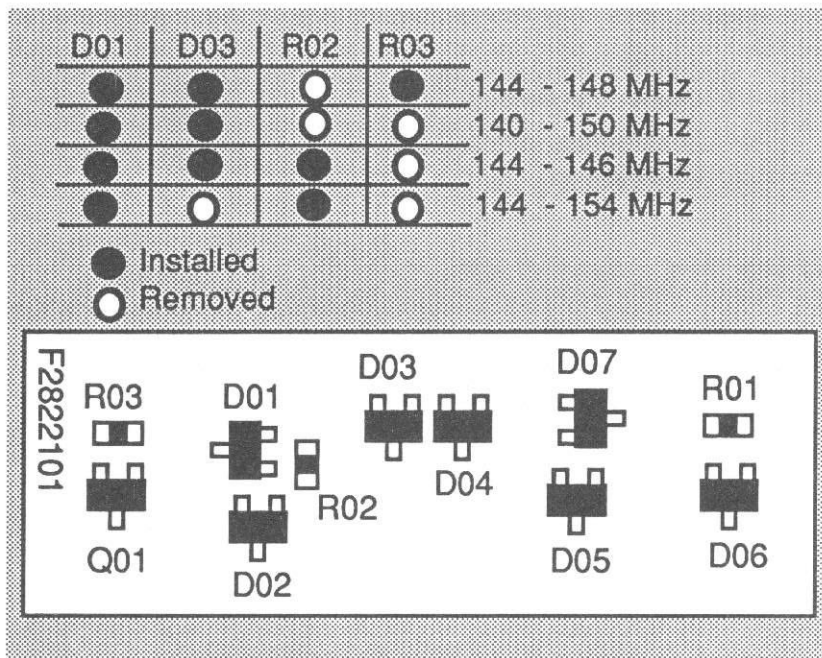 D01 D03 R02 R03
144 - 148 MHz
140 - 150 MHz
144 - 146 MHz
144 - 154 MHz
Installed
Removed
F2822101
R03 D01 D03 D07 R01
R02 D04
Q01 D02 D05 D06